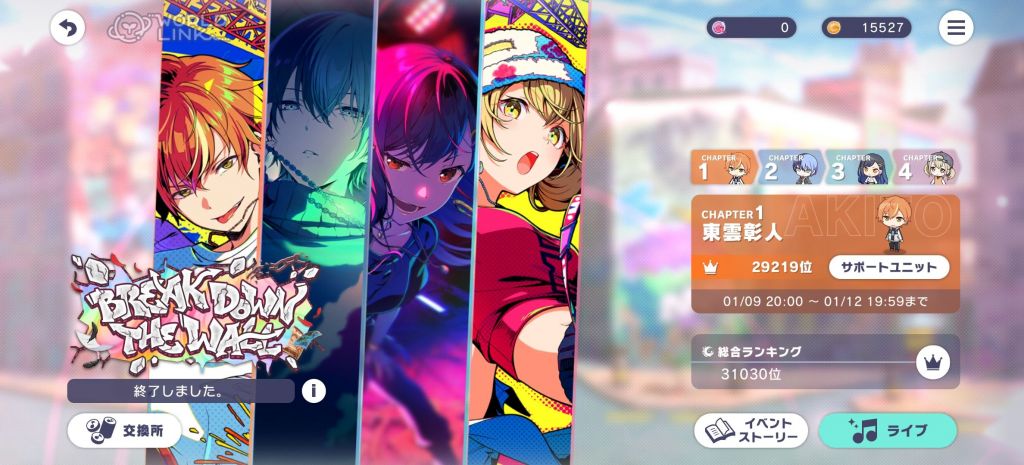 WORLD
LINK
0
15527
CHAPTER
1
CHAPTER
2
CHAPTER
3
CHAPTER
4
CHAPTER 1
東雲彰人
29219位
サポートユニット
01/09 20:00 ～ 01/12 19:59まで
BREAK DOWN
THE WALL
終了しました。
i
総合ランキング
31030位
交換所
イベント
ストーリー
ライブ